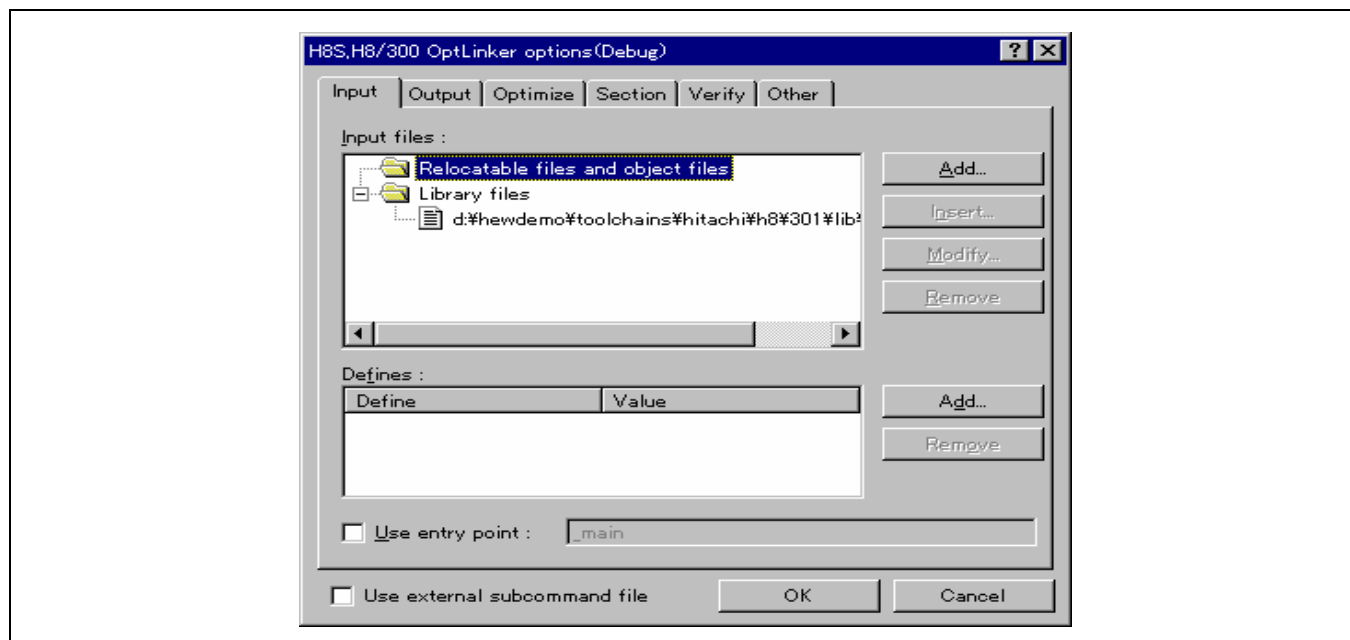 H8S,H8/300 OptLinker options(Debug)
Input Output Optimize Section Verify Other
Input files :
Relocatable files and object files
Library files
d:¥hewdemo¥toolchains¥hitachi¥h8¥301¥lib¥
Add...
Insert...
Modify...
Remove
Defines :
Define Value
Add...
Remove
Use entry point : _main
Use external subcommand file OK Cancel